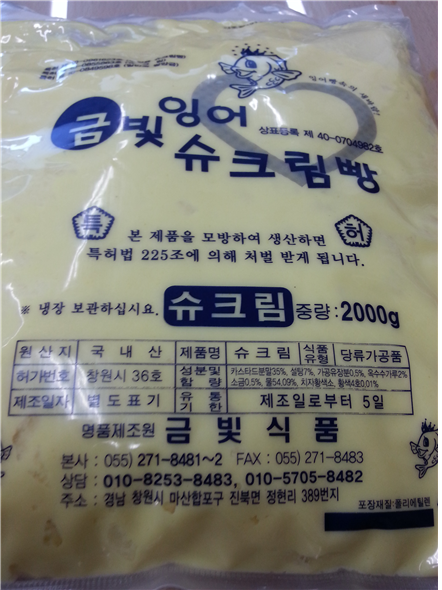 금빛잉어
상표등록 제 40-0704982호
슈크림빵
특 허
본 제품을 모방하여 생산하면
특허법 225조에 의해 처벌 받게 됩니다.
※ 냉장 보관하십시요. 슈크림 중량:2000g
원산지 국내산 제품명 슈크림 식품유형 당류가공품
허가번호 창원시 36호 성분및함량 카스타드분말35%, 설탕7%, 가공유장분0.5%, 옥수수가루2%
소금0.5%, 물54.09%, 치자황색소, 황색4호0.01%
제조일자 별도표기 유통기한 제조일로부터 5일
명품제조원 금빛식품
본사 : 055) 271-8481~2 FAX : 055) 271-8483
상담 : 010-8253-8483, 010-5705-8482
주소 : 경남 창원시 마산합포구 진북면 정현리 389번지
포장재질:폴리에틸렌